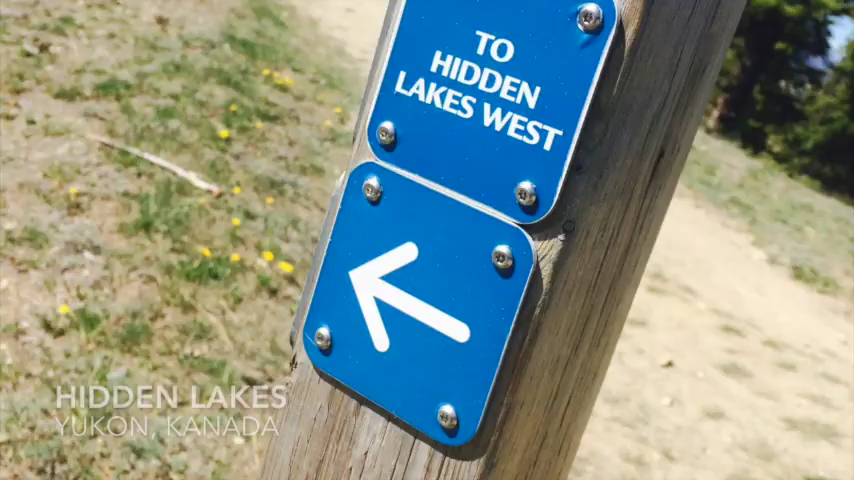 TO
HIDDEN
LAKES WEST
HIDDEN LAKES
YUKON, KANADA